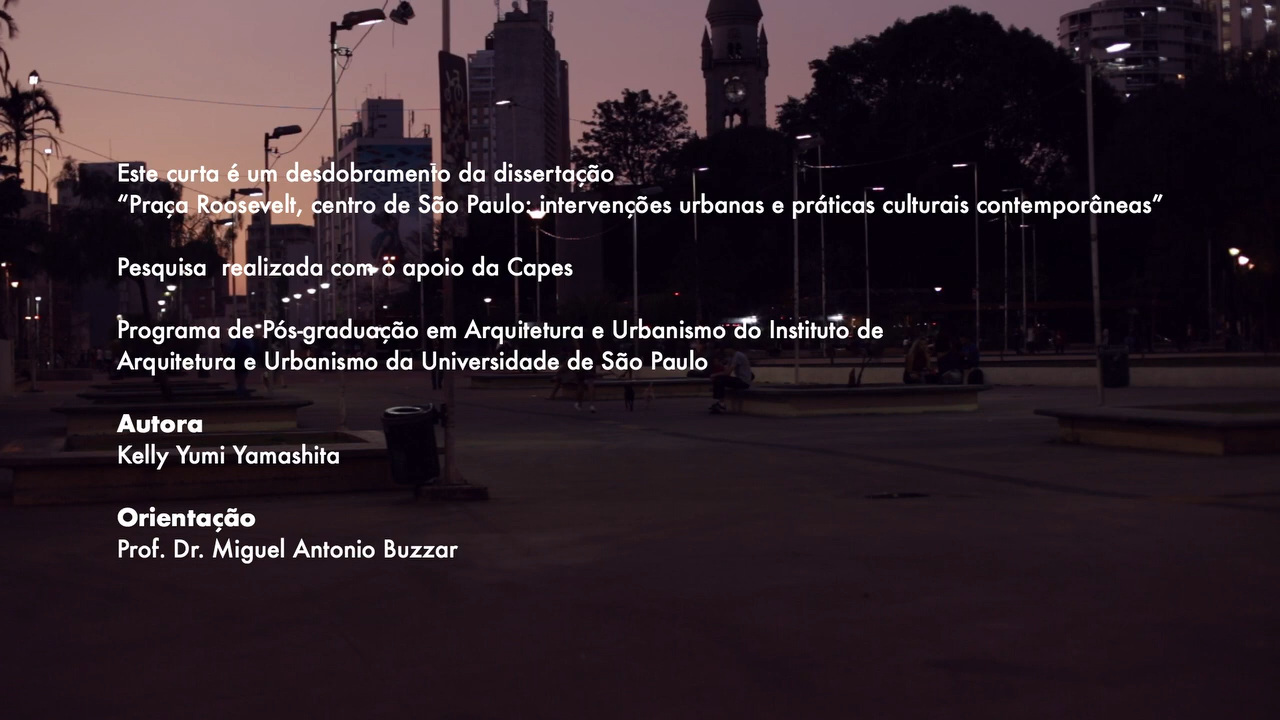 Este curta é um desdobramento da dissertação
“Praça Roosevelt, centro de São Paulo: intervenções urbanas e práticas culturais contemporâneas”
Pesquisa  realizada com o apoio da Capes
Programa de Pós-graduação em Arquitetura e Urbanismo do Instituto de
Arquitetura e Urbanismo da Universidade de São Paulo
Autora
Kelly Yumi Yamashita
Orientação
Prof. Dr. Miguel Antonio Buzzar